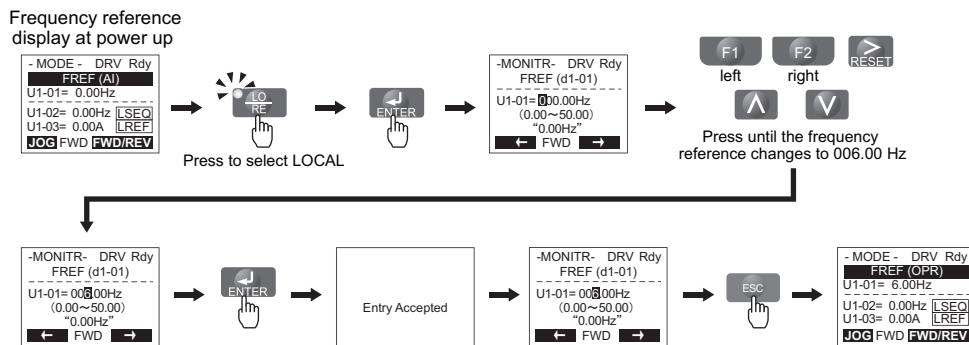 Frequency reference
display at power up
- MODE - DRV Rdy
FREF (AI)
U1-01= 0.00Hz
U1-02= 0.00Hz LSEQ
U1-03= 0.00A LREF
JOG FWD FWD/REV
LO
RE
Press to select LOCAL
ENTER
-MONITR- DRV Rdy
FREF (d1-01)
U1-01= 000.00Hz
(0.00~50.00)
“0.00Hz”
← FWD →
F1
left
F2
right
>
RESET
∧
∨
Press until the frequency
reference changes to 006.00 Hz
-MONITR- DRV Rdy
FREF (d1-01)
U1-01= 006.00Hz
(0.00~50.00)
“0.00Hz”
← FWD →
ENTER
Entry Accepted
-MONITR- DRV Rdy
FREF (d1-01)
U1-01= 006.00Hz
(0.00~50.00)
“0.00Hz”
← FWD →
ESC
- MODE - DRV Rdy
FREF (OPR)
U1-01= 6.00Hz
U1-02= 0.00Hz LSEQ
U1-03= 0.00A LREF
JOG FWD FWD/REV